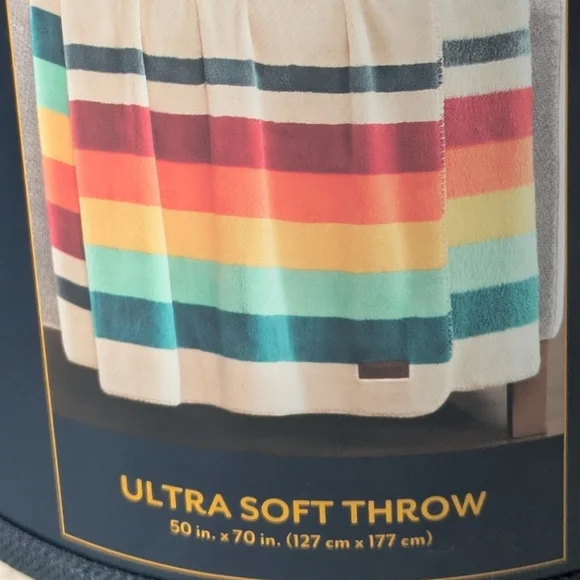 ULTRA SOFT THROW
50 in. x 70 in. (127 cm x 177 cm)